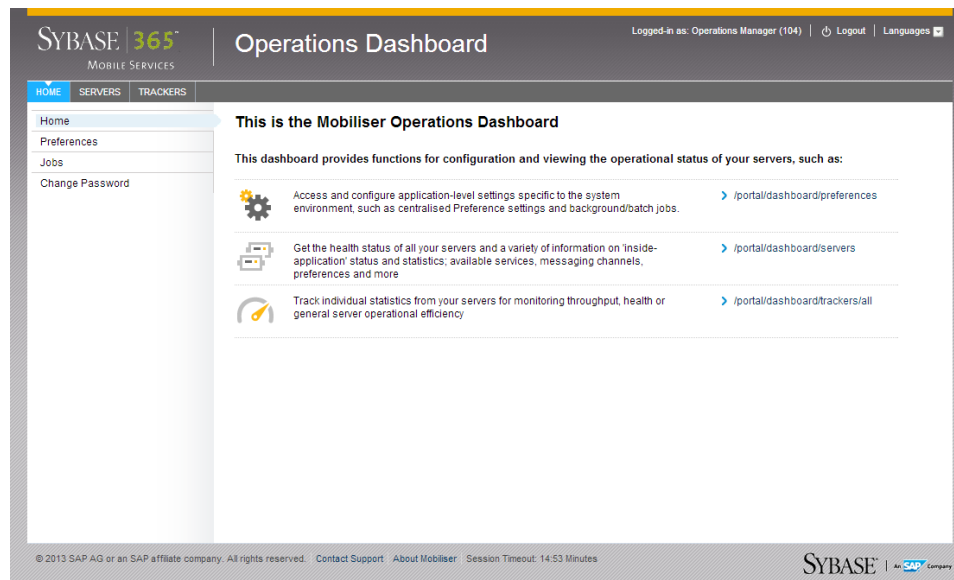 SYBASE 365™
MOBILE SERVICES
Operations Dashboard
Logged-in as: Operations Manager (104) | Logout | Languages
HOME SERVERS TRACKERS
Home
Preferences
Jobs
Change Password
This is the Mobiliser Operations Dashboard
This dashboard provides functions for configuration and viewing the operational status of your servers, such as:
Access and configure application-level settings specific to the system
environment, such as centralised Preference settings and background/batch jobs.
/portal/dashboard/preferences
Get the health status of all your servers and a variety of information on 'inside-
application' status and statistics; available services, messaging channels,
preferences and more
/portal/dashboard/servers
Track individual statistics from your servers for monitoring throughput, health or
general server operational efficiency
/portal/dashboard/trackers/all
© 2013 SAP AG or an SAP affiliate company. All rights reserved. Contact Support About Mobiliser Session Timeout: 14:53 Minutes
SYBASE | An SAP Company